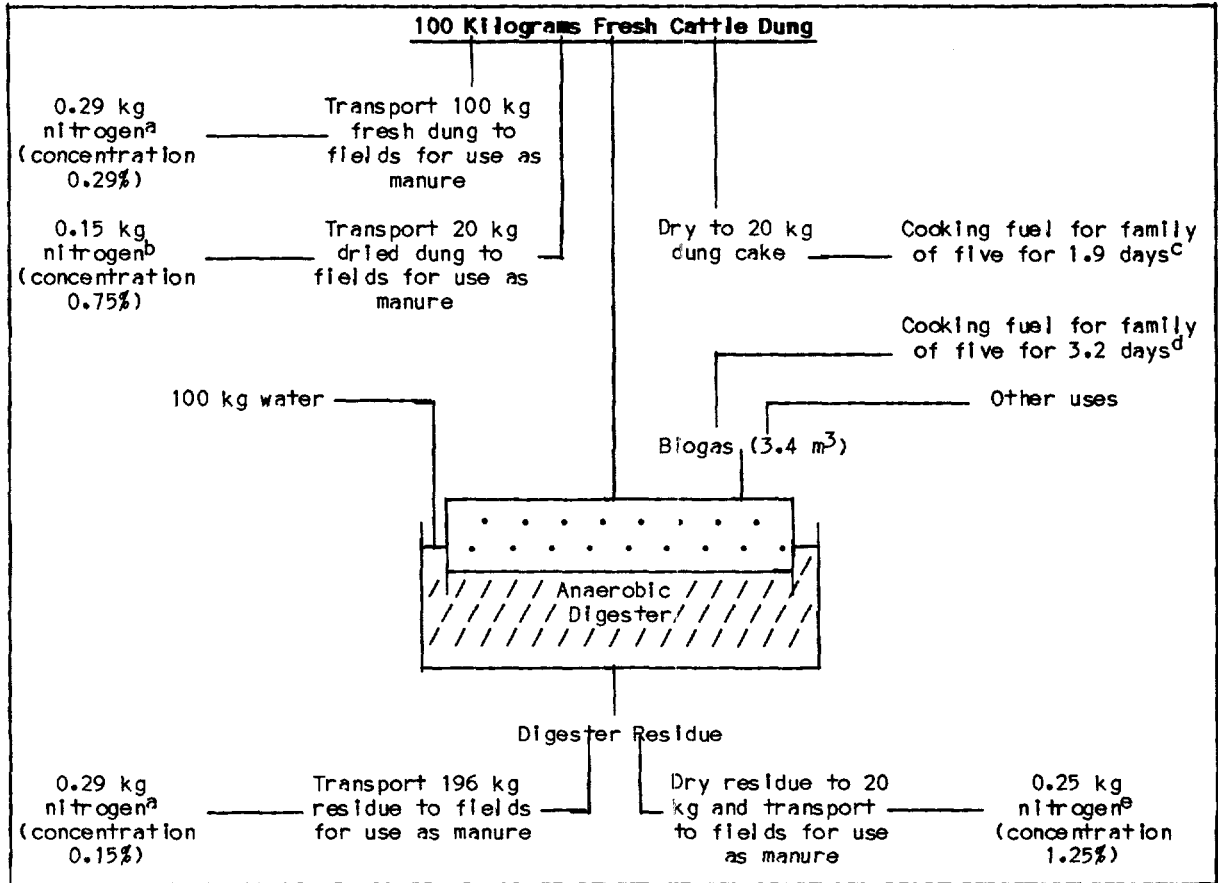 100 Kilograms Fresh Cattle Dung
0.29 kg
nitrogenᵃ
(concentration
0.29%)
Transport 100 kg
fresh dung to
fields for use as
manure
0.15 kg
nitrogenᵇ
(concentration
0.75%)
Transport 20 kg
dried dung to
fields for use as
manure
Dry to 20 kg
dung cake
Cooking fuel for family
of five for 1.9 daysᶜ
Cooking fuel for family
of five for 3.2 daysᵈ
100 kg water
Other uses
Biogas (3.4 m³)
Anaerobic
Digester
Digester Residue
0.29 kg
nitrogenᵃ
(concentration
0.15%)
Transport 196 kg
residue to fields
for use as manure
Dry residue to 20
kg and transport
to fields for use
as manure
0.25 kg
nitrogenᵉ
(concentration
1.25%)